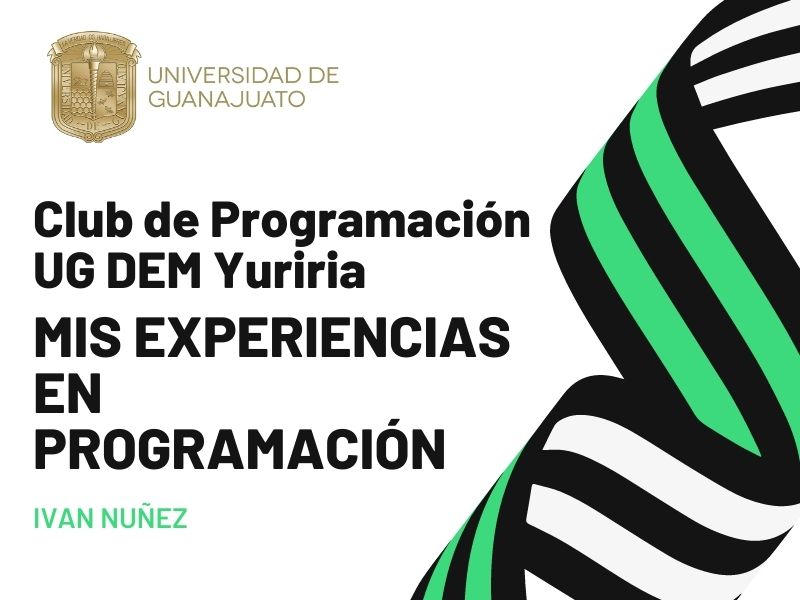 UNIVERSIDAD DE
GUANAJUATO
Club de Programación
UG DEM Yuriria
MIS EXPERIENCIAS
EN
PROGRAMACIÓN
IVAN NUÑEZ